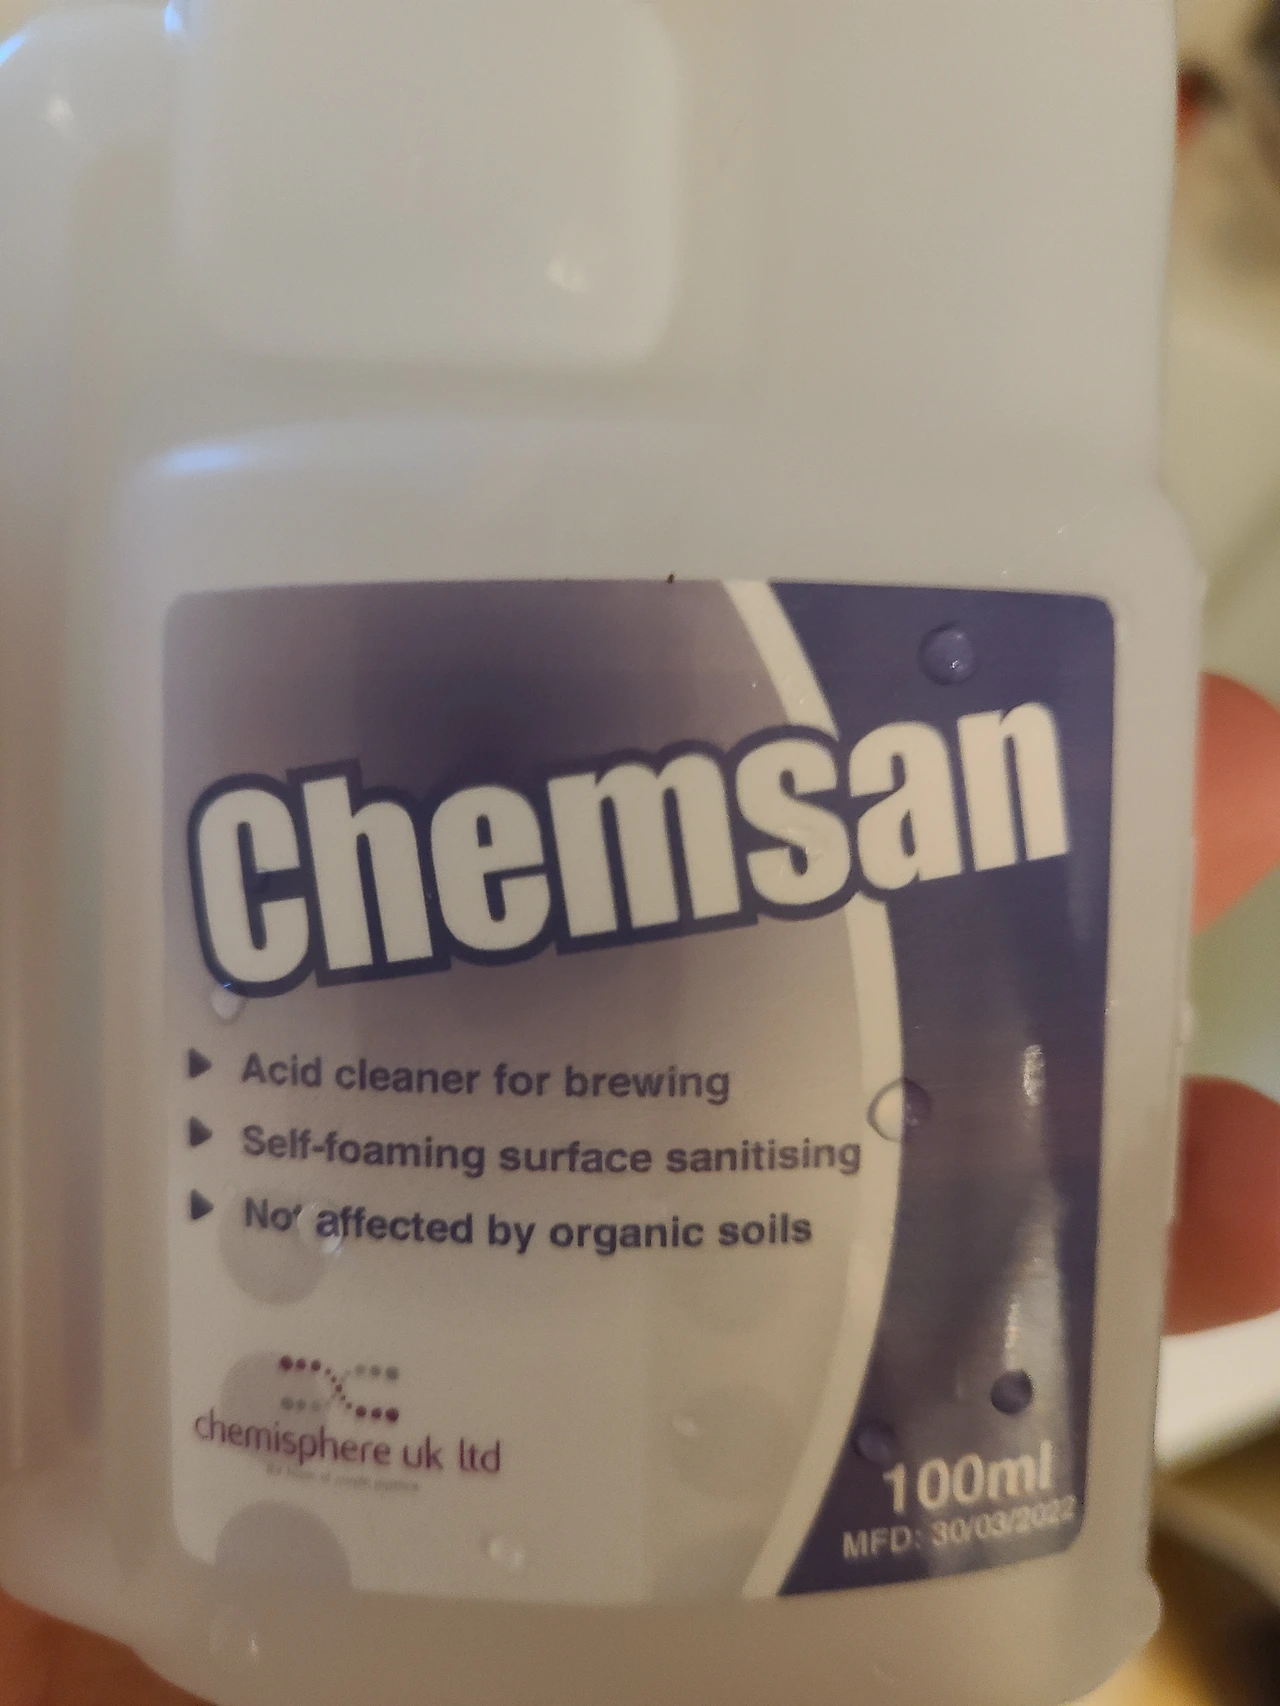 Chemsan
Acid cleaner for brewing
Self-foaming surface sanitising
Not affected by organic soils
chemisphere uk ltd
100ml
MFD: 30/03/2022